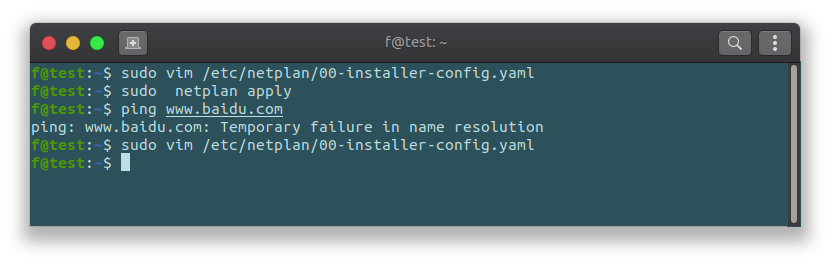 f@test: ~
f@test:~$ sudo vim /etc/netplan/00-installer-config.yaml
f@test:~$ sudo  netplan apply
f@test:~$ ping www.baidu.com
ping: www.baidu.com: Temporary failure in name resolution
f@test:~$ sudo vim /etc/netplan/00-installer-config.yaml
f@test:~$